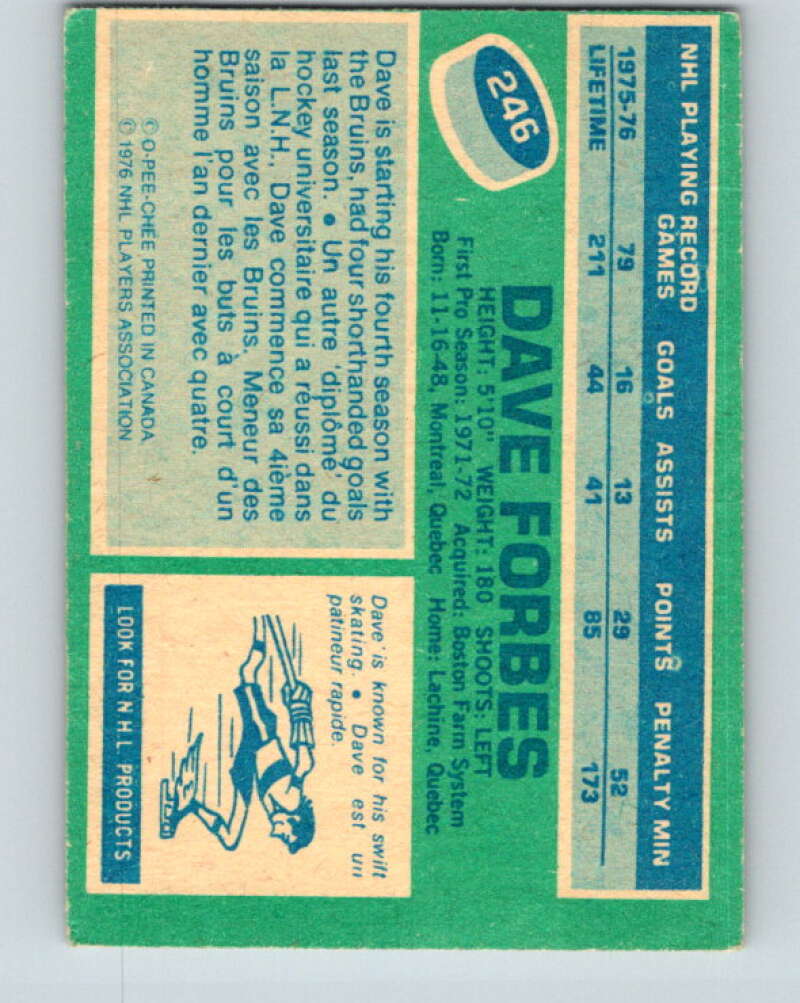 NHL PLAYING RECORD
GAMES GOALS ASSISTS POINTS PENALTY MIN
1975-76 79 16 13 29 52
LIFETIME 211 44 41 85 173
246
DAVE FORBES
HEIGHT: 5'10" WEIGHT: 180 SHOOTS: LEFT
First Pro Season: 1971-72 Acquired: Boston Farm System
Born: 11-16-48, Montreal, Quebec Home: Lachine, Quebec
Dave is starting his fourth season with
the Bruins, had four shorthanded goals
last season. • Un autre 'diplômé' du
hockey universitaire qui a réussi dans
la L.N.H., Dave commence sa 4ième
saison avec les Bruins. Meneur des
Bruins pour les buts à court d'un
homme l'an dernier avec quatre.
© O-PEE-CHEE PRINTED IN CANADA
© 1976 NHL PLAYERS ASSOCIATION
Dave is known for his swift
skating. • Dave est un
patineur rapide.
LOOK FOR N H L PRODUCTS